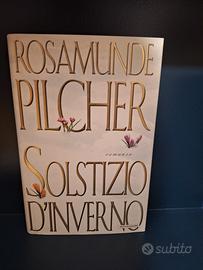 ROSAMUNDE
PILCHER
romanzo
SOLSTIZIO
D'INVERNO
subito